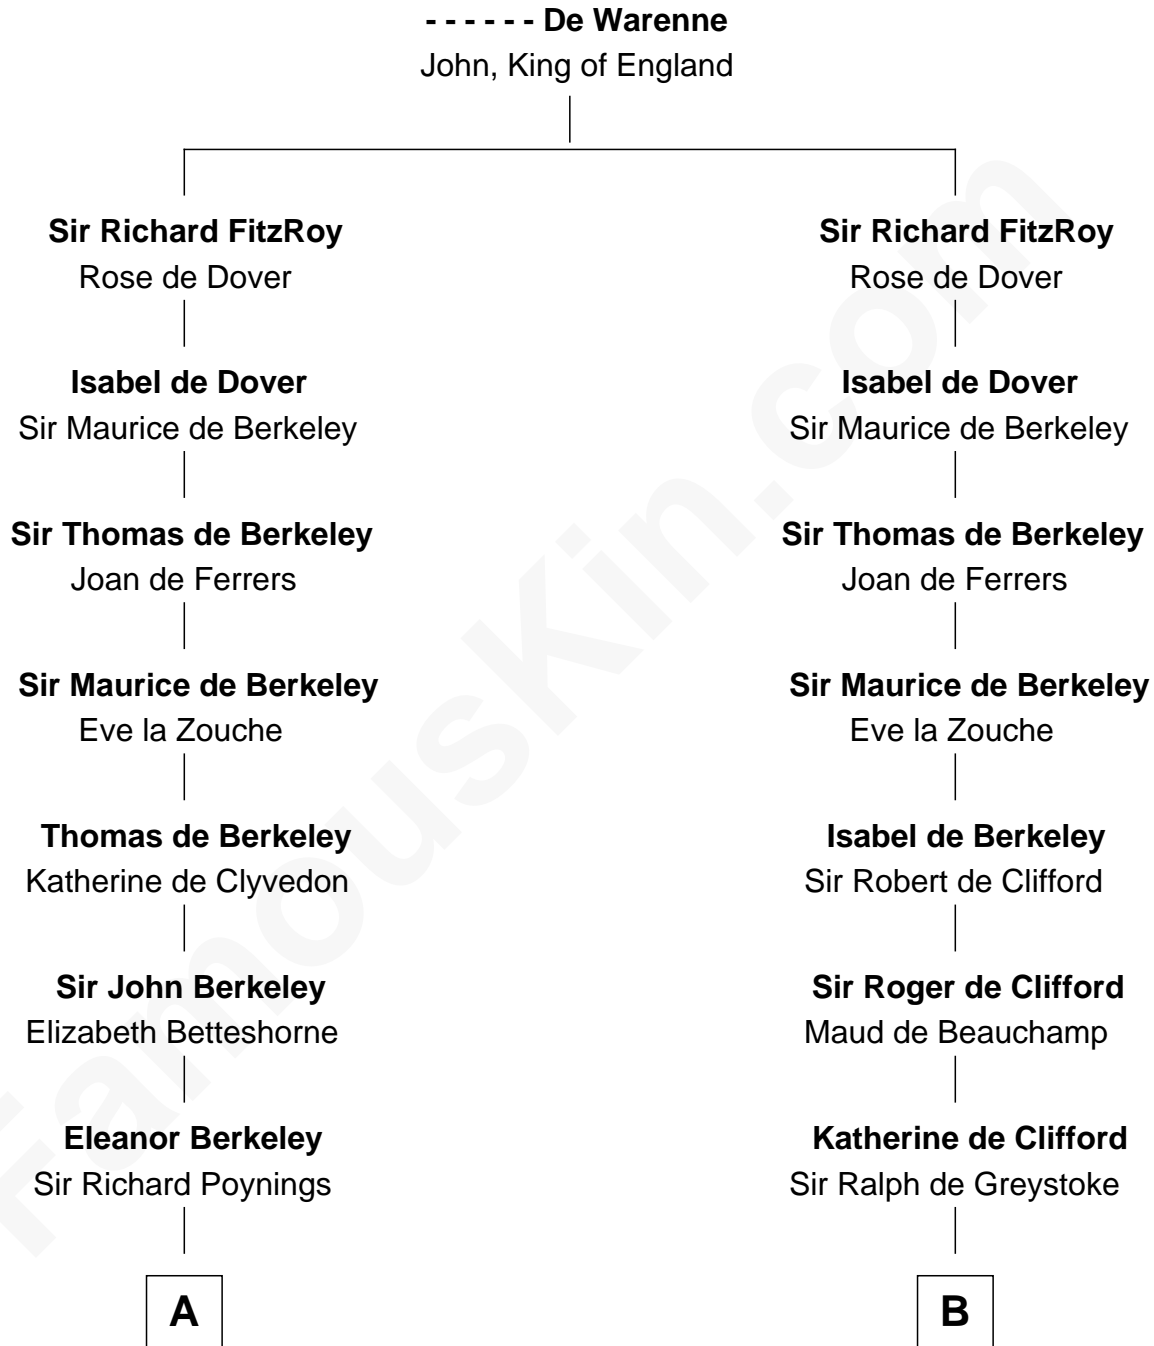 - - - - - - De Warenne
John, King of England
Sir Richard FitzRoy
Rose de Dover
Isabel de Dover
Sir Maurice de Berkeley
Sir Thomas de Berkeley
Joan de Ferrers
Sir Maurice de Berkeley
Eve la Zouche
Thomas de Berkeley
Katherine de Clyvedon
Sir John Berkeley
Elizabeth Betteshorne
Eleanor Berkeley
Sir Richard Poynings
A
Sir Richard FitzRoy
Rose de Dover
Isabel de Dover
Sir Maurice de Berkeley
Sir Thomas de Berkeley
Joan de Ferrers
Sir Maurice de Berkeley
Eve la Zouche
Isabel de Berkeley
Sir Robert de Clifford
Sir Roger de Clifford
Maud de Beauchamp
Katherine de Clifford
Sir Ralph de Greystoke
B
FamousKin.com